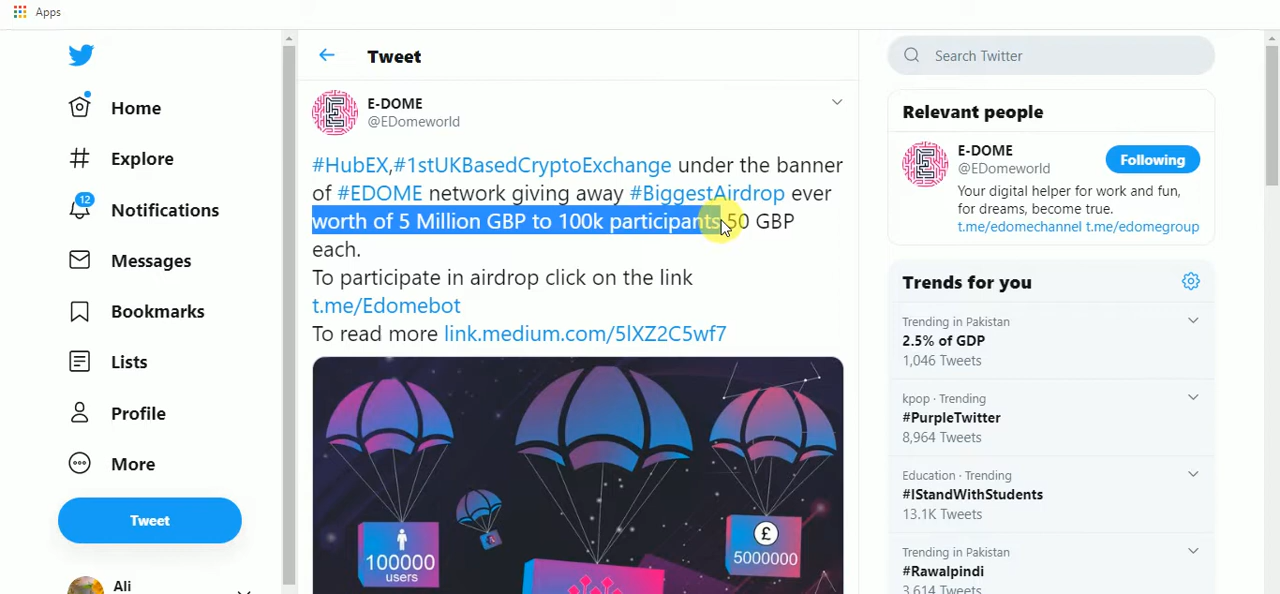 Apps
Home
Explore
12
Notifications
Messages
Bookmarks
Lists
Profile
More
Tweet
Ali
Tweet
E-DOME
@EDomeworld
#HubEX,#1stUKBasedCryptoExchange under the banner
of #EDOME network giving away #BiggestAirdrop ever
worth of 5 Million GBP to 100k participants 50 GBP
each.
To participate in airdrop click on the link
t.me/Edomebot
To read more link.medium.com/5lXZ2C5wf7
100000
users
£
5000000
Search Twitter
Relevant people
E-DOME
@EDomeworld
Following
Your digital helper for work and fun,
for dreams, become true.
t.me/edomechannel t.me/edomegroup
Trends for you
Trending in Pakistan
2.5% of GDP
1,046 Tweets
kpop · Trending
#PurpleTwitter
8,964 Tweets
Education · Trending
#IStandWithStudents
13.1K Tweets
Trending in Pakistan
#Rawalpindi
3,614 Tweets